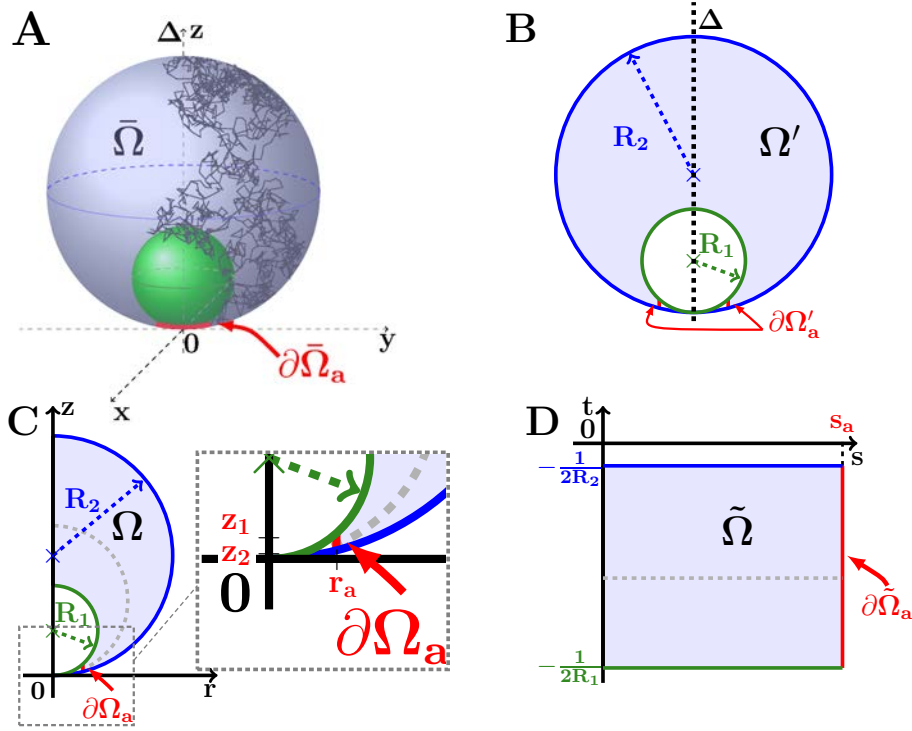 A
Δ z
Ω̄
0
y
x
∂Ω̄ₐ
B
Δ
R₂
Ω′
R₁
∂Ω′ₐ
C
z
R₂
Ω
R₁
0
r
∂Ωₐ
z₁
z₂
0
rₐ
∂Ωₐ
D
t
0
sₐ
s
−1/2R₂
Ω̃
∂Ω̃ₐ
−1/2R₁